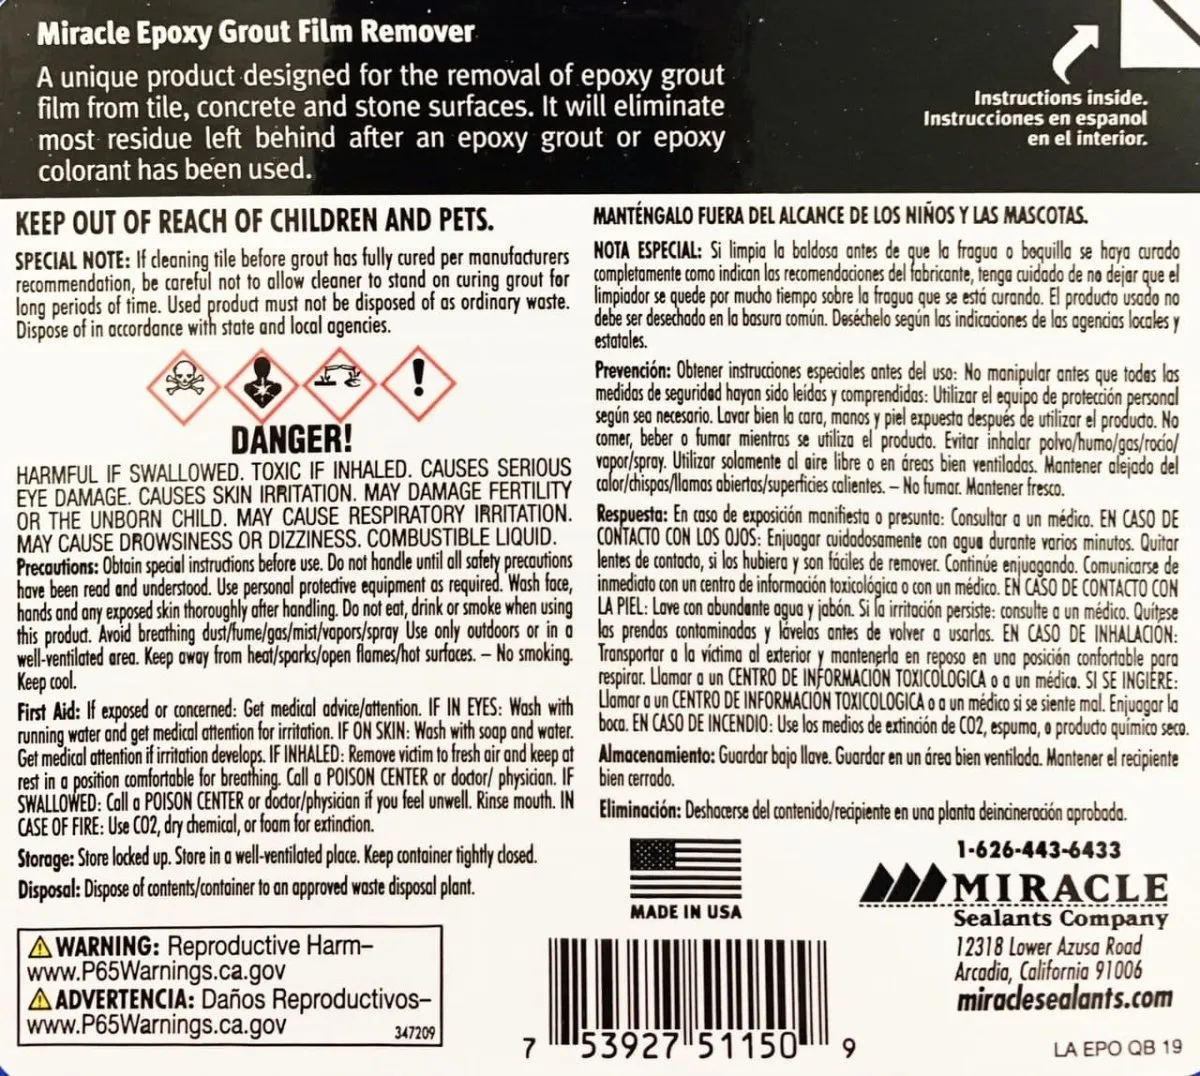 Miracle Epoxy Grout Film Remover
A unique product designed for the removal of epoxy grout
film from tile, concrete and stone surfaces. It will eliminate
most residue left behind after an epoxy grout or epoxy
colorant has been used.
Instructions inside.
Instrucciones en espanol
en el interior.
KEEP OUT OF REACH OF CHILDREN AND PETS.
SPECIAL NOTE: If cleaning tile before grout has fully cured per manufacturers
recommendation, be careful not to allow cleaner to stand on curing grout for
long periods of time. Used product must not be disposed of as ordinary waste.
Dispose of in accordance with state and local agencies.
DANGER!
HARMFUL IF SWALLOWED. TOXIC IF INHALED. CAUSES SERIOUS
EYE DAMAGE. CAUSES SKIN IRRITATION. MAY DAMAGE FERTILITY
OR THE UNBORN CHILD. MAY CAUSE RESPIRATORY IRRITATION.
MAY CAUSE DROWSINESS OR DIZZINESS. COMBUSTIBLE LIQUID.
Precautions: Obtain special instructions before use. Do not handle until all safety precautions
have been read and understood. Use personal protective equipment as required. Wash face,
hands and any exposed skin thoroughly after handling. Do not eat, drink or smoke when using
this product. Avoid breathing dust/fume/gas/mist/vapors/spray Use only outdoors or in a
well-ventilated area. Keep away from heat/sparks/open flames/hot surfaces. – No smoking.
Keep cool.
First Aid: If exposed or concerned: Get medical advice/attention. IF IN EYES: Wash with
running water and get medical attention for irritation. IF ON SKIN: Wash with soap and water.
Get medical attention if irritation develops. IF INHALED: Remove victim to fresh air and keep at
rest in a position comfortable for breathing. Call a POISON CENTER or doctor/ physician. IF
SWALLOWED: Call a POISON CENTER or doctor/physician if you feel unwell. Rinse mouth. IN
CASE OF FIRE: Use CO2, dry chemical, or foam for extinction.
Storage: Store locked up. Store in a well-ventilated place. Keep container tightly closed.
Disposal: Dispose of contents/container to an approved waste disposal plant.
WARNING: Reproductive Harm–
www.P65Warnings.ca.gov
ADVERTENCIA: Daños Reproductivos–
www.P65Warnings.ca.gov
347209
MANTÉNGALO FUERA DEL ALCANCE DE LOS NIÑOS Y LAS MASCOTAS.
NOTA ESPECIAL: Si limpia la baldosa antes de que la fragua o boquilla se haya curado
completamente como indican las recomendaciones del fabricante, tenga cuidado de no dejar que el
limpiador se quede por mucho tiempo sobre la fragua que se está curando. El producto usado no
debe ser desechado en la basura común. Deséchelo según las indicaciones de las agencias locales y
estatales.
Prevención: Obtener instrucciones especiales antes del uso: No manipular antes que todas las
medidas de seguridad hayan sido leídas y comprendidas: Utilizar el equipo de protección personal
según sea necesario. Lavar bien la cara, manos y piel expuesta después de utilizar el producto. No
comer, beber o fumar mientras se utiliza el producto. Evitar inhalar polvo/humo/gas/rocío/
vapor/spray. Utilizar solamente al aire libre o en áreas bien ventiladas. Mantener alejado del
calor/chispas/llamas abiertas/superficies calientes. – No fumar. Mantener fresco.
Respuesta: En caso de exposición manifiesta o presunta: Consultar a un médico. EN CASO DE
CONTACTO CON LOS OJOS: Enjuagar cuidadosamente con agua durante varios minutos. Quitar
lentes de contacto, si los hubiera y son fáciles de remover. Continúe enjuagando. Comunicarse de
inmediato con un centro de información toxicológica o con un médico. EN CASO DE CONTACTO CON
LA PIEL: Lave con abundante agua y jabón. Si la irritación persiste: consulte a un médico. Quítese
las prendas contaminadas y lávelas antes de volver a usarlas. EN CASO DE INHALACIÓN:
Transportar a la víctima al exterior y mantenerla en reposo en una posición confortable para
respirar. Llamar a un CENTRO DE INFORMACIÓN TOXICOLÓGICA o a un médico. SI SE INGIERE:
Llamar a un CENTRO DE INFORMACIÓN TOXICOLOGICA o a un médico si se siente mal. Enjuagar la
boca. EN CASO DE INCENDIO: Use los medios de extinción de CO2, espuma, o producto químico seco.
Almacenamiento: Guardar bajo llave. Guardar en un área bien ventilada. Mantener el recipiente
bien cerrado.
Eliminación: Deshacerse del contenido/recipiente en una planta deincineración aprobada.
MADE IN USA
1-626-443-6433
MIRACLE
Sealants Company
12318 Lower Azusa Road
Arcadia, California 91006
miraclesealants.com
7 53927 51150 9
LA EPO QB 19